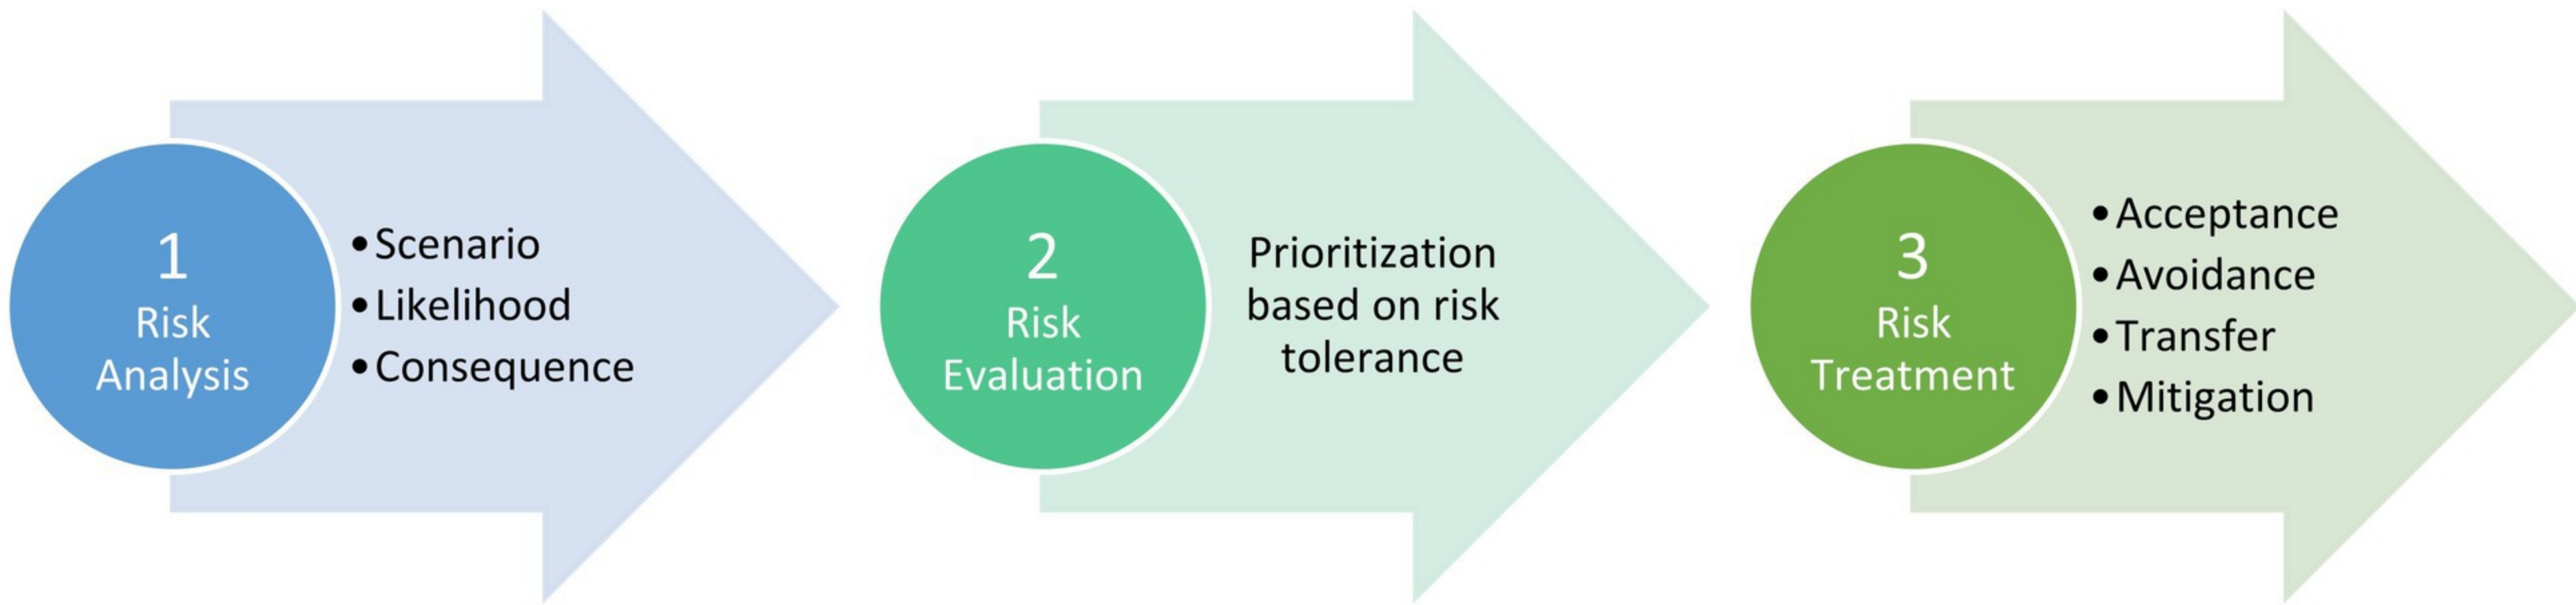 1
Risk
Analysis
•Scenario
•Likelihood
•Consequence
2
Risk
Evaluation
Prioritization
based on risk
tolerance
3
Risk
Treatment
•Acceptance
•Avoidance
•Transfer
•Mitigation